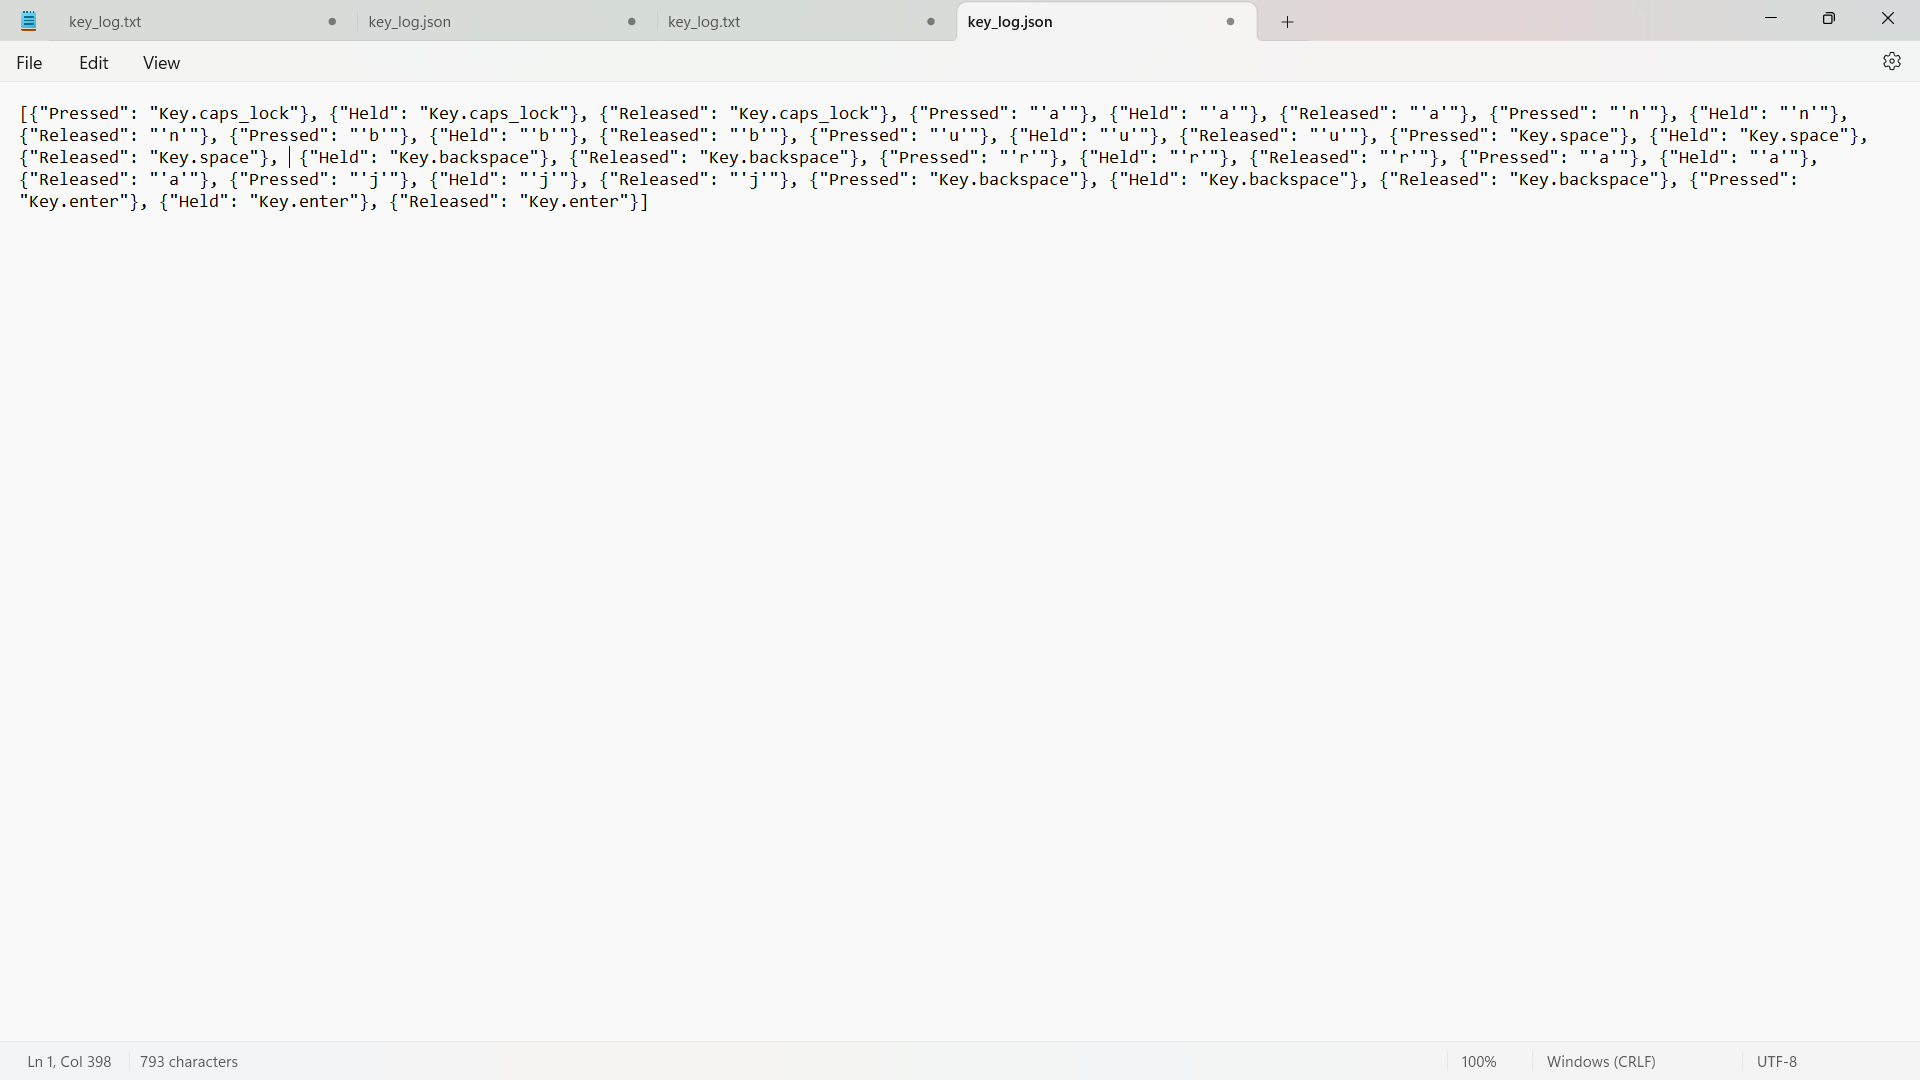 key_log.txt
key_log.json
key_log.txt
key_log.json
File Edit View
[{"Pressed": "Key.caps_lock"}, {"Held": "Key.caps_lock"}, {"Released": "Key.caps_lock"}, {"Pressed": "'a'"}, {"Held": "'a'"}, {"Released": "'a'"}, {"Pressed": "'n'"}, {"Held": "'n'"},
{"Released": "'n'"}, {"Pressed": "'b'"}, {"Held": "'b'"}, {"Released": "'b'"}, {"Pressed": "'u'"}, {"Held": "'u'"}, {"Released": "'u'"}, {"Pressed": "Key.space"}, {"Held": "Key.space"},
{"Released": "Key.space"}, {"Held": "Key.backspace"}, {"Released": "Key.backspace"}, {"Pressed": "'r'"}, {"Held": "'r'"}, {"Released": "'r'"}, {"Pressed": "'a'"}, {"Held": "'a'"},
{"Released": "'a'"}, {"Pressed": "'j'"}, {"Held": "'j'"}, {"Released": "'j'"}, {"Pressed": "Key.backspace"}, {"Held": "Key.backspace"}, {"Released": "Key.backspace"}, {"Pressed":
"Key.enter"}, {"Held": "Key.enter"}, {"Released": "Key.enter"}]
Ln 1, Col 398 793 characters 100% Windows (CRLF) UTF-8